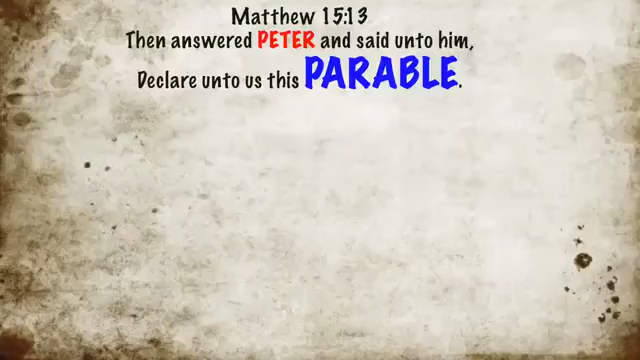 Matthew 15:13
Then answered PETER and said unto him,
Declare unto us this PARABLE.